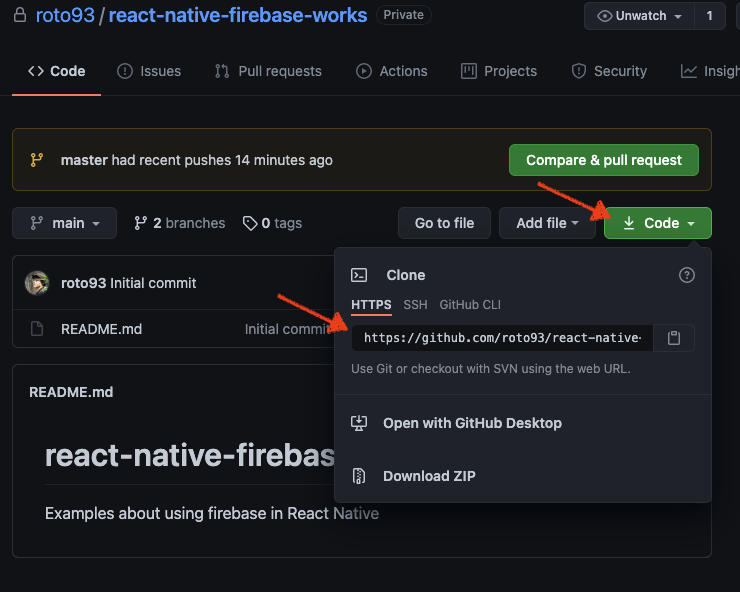 roto93/react-native-firebase-works Private Unwatch 1
Code Issues Pull requests Actions Projects Security Insigh
master had recent pushes 14 minutes ago Compare & pull request
main 2 branches 0 tags Go to file Add file Code
roto93 Initial commit
README.md Initial commi
Clone
HTTPS SSH GitHub CLI
https://github.com/roto93/react-native-
Use Git or checkout with SVN using the web URL.
Open with GitHub Desktop
Download ZIP
README.md
react-native-firebas
Examples about using firebase in React Native